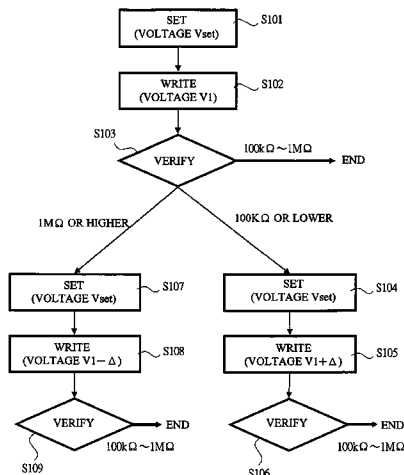 SET
(VOLTAGE Vset)
S101
WRITE
(VOLTAGE V1)
S102
S103
VERIFY
100kΩ～1MΩ
END
1MΩ OR HIGHER
100KΩ OR LOWER
SET
(VOLTAGE Vset)
S107
SET
(VOLTAGE Vset)
S104
WRITE
(VOLTAGE V1－Δ)
S108
WRITE
(VOLTAGE V1+Δ)
S105
VERIFY
END
100kΩ～1MΩ
S109
VERIFY
END
100kΩ～1MΩ
S106